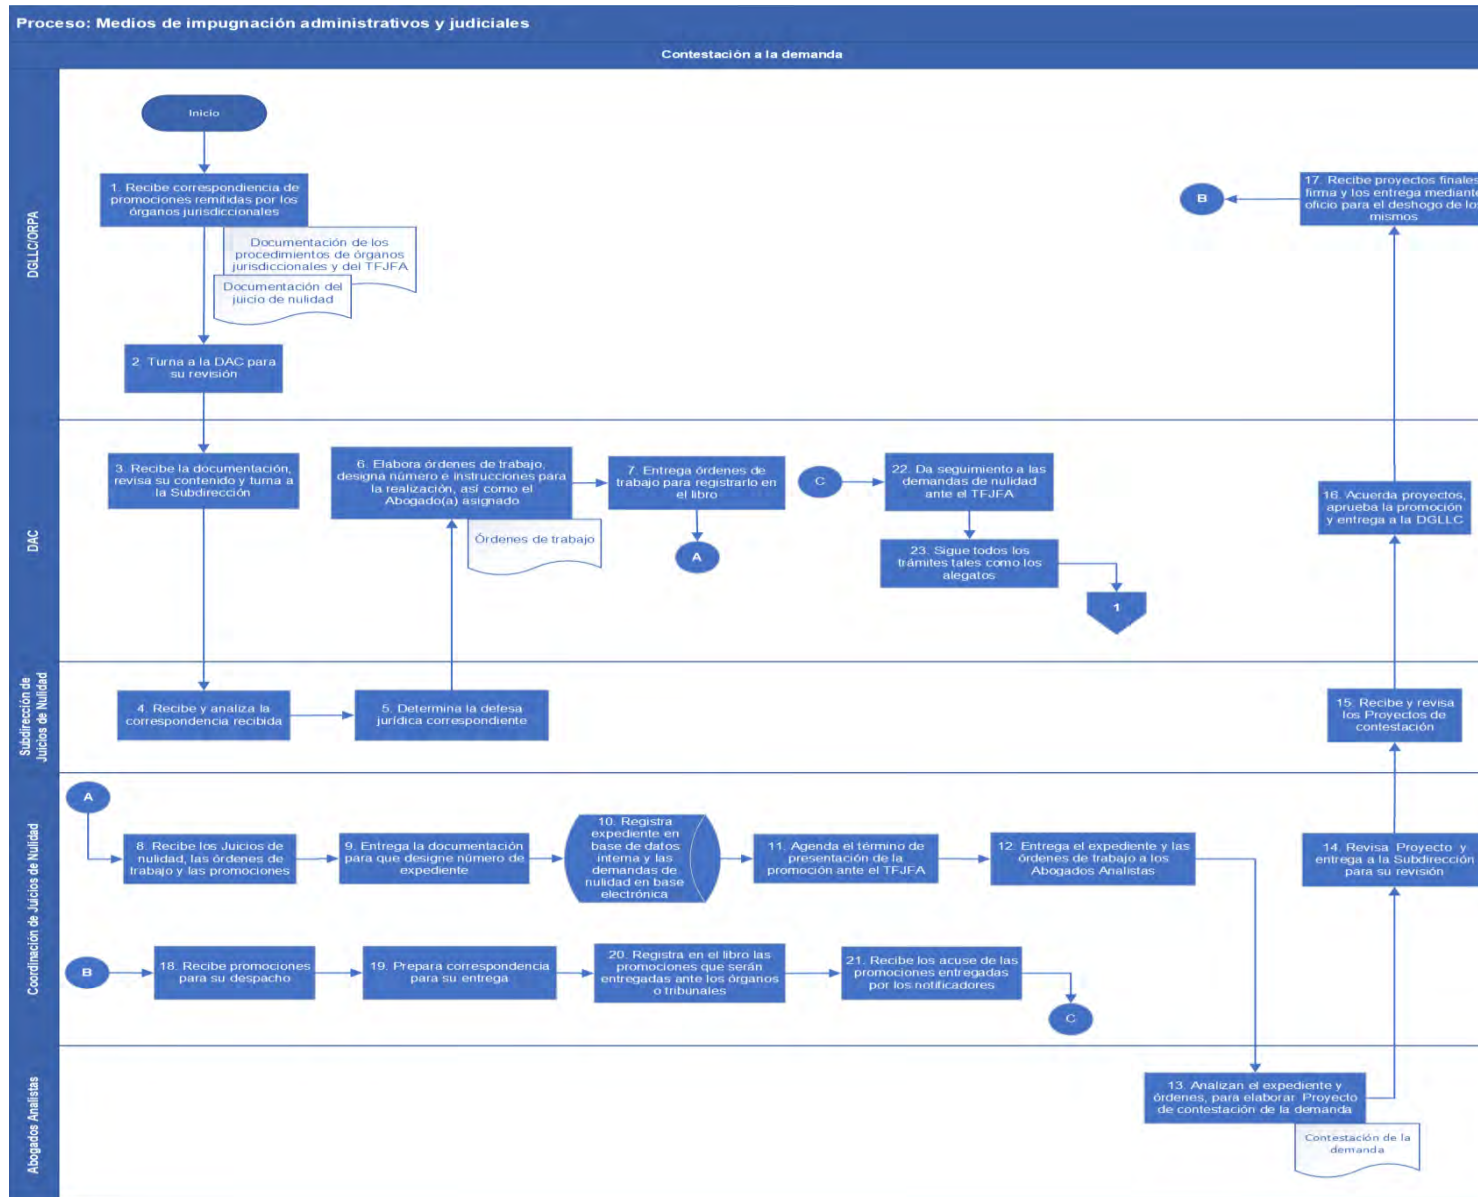 Proceso: Medios de impugnación administrativos y judiciales
Contestación a la demanda
DGLLC/ORPA
Inicio
1. Recibe correspondiencia de
promociones remitidas por los
órganos jurisdiccionales
Documentación de los
procedimientos de órganos
jurisdiccionales y del TFJFA
Documentación del
juicio de nulidad
2. Turna a la DAC para
su revisión
17. Recibe proyectos finales,
firma y los entrega mediante
oficio para el deshogo de los
mismos
B
DAC
3. Recibe la documentación,
revisa su contenido y turna a
la Subdirección
6. Elabora órdenes de trabajo,
designa número e instrucciones para
la realización, así como el
Abogado(a) asignado
Órdenes de trabajo
7. Entrega órdenes de
trabajo para registrarlo en
el libro
A
C
22. Da seguimiento a las
demandas de nulidad
ante el TFJFA
23. Sigue todos los
trámites tales como los
alegatos
1
16. Acuerda proyectos,
aprueba la promoción
y entrega a la DGLLC
Subdirección de
Juicios de Nulidad
4. Recibe y analiza la
correspondencia recibida
5. Determina la defesa
jurídica correspondiente
15. Recibe y revisa
los Proyectos de
contestación
Coordinación de Juicios de Nulidad
A
8. Recibe los Juicios de
nulidad, las órdenes de
trabajo y las promociones
9. Entrega la documentación
para que designe número de
expediente
10. Registra
expediente en
base de datos
interna y las
demandas de
nulidad en base
electrónica
11. Agenda el término de
presentación de la
promoción ante el TFJFA
12. Entrega el expediente y las
órdenes de trabajo a los
Abogados Analistas
14. Revisa Proyecto y
entrega a la Subdirección
para su revisión
B
18. Recibe promociones
para su despacho
19. Prepara correspondencia
para su entrega
20. Registra en el libro las
promociones que serán
entregadas ante los órganos
o tribunales
21. Recibe los acuse de las
promociones entregadas
por los notificadores
C
Abogados Analistas
13. Analizan el expediente y
órdenes, para elaborar Proyecto
de contestación de la demanda
Contestación de la
demanda